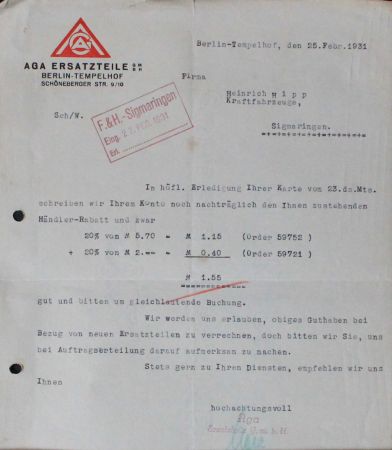 AGA
AGA ERSATZTEILE G.M.B.H.
BERLIN-TEMPELHOF
SCHÖNEBERGER STR. 9/10
Berlin-Tempelhof, den 25.Febr.1931
Firma
Heinrich H i p p
Kraftfahrzeuge,
Sigmaringen.
Sch/W.
F.&H.-Sigmaringen
Eing. 27. FEB. 1931
Erl.
In höfl. Erledigung Ihrer Karte vom 23.ds.Mts.
schreiben wir Ihrem Konto noch nachträglich den Ihnen zustehenden
Händler-Rabatt und zwar
20% von M 5.70 = M 1.15 (Order 59752)
+ 20% von M 2.-- = M 0,40 (Order 59721)
M 1.55
gut und bitten um gleichlautende Buchung.
Wir werden uns erlauben, obiges Guthaben bei
Bezug von neuen Ersatzteilen zu verrechnen, doch bitten wir Sie, uns
bei Auftragserteilung darauf aufmerksam zu machen.
Stets gern zu Ihren Diensten, empfehlen wir uns
Ihnen
hochachtungsvoll
Aga
Ersatzteile G.m.b.H.